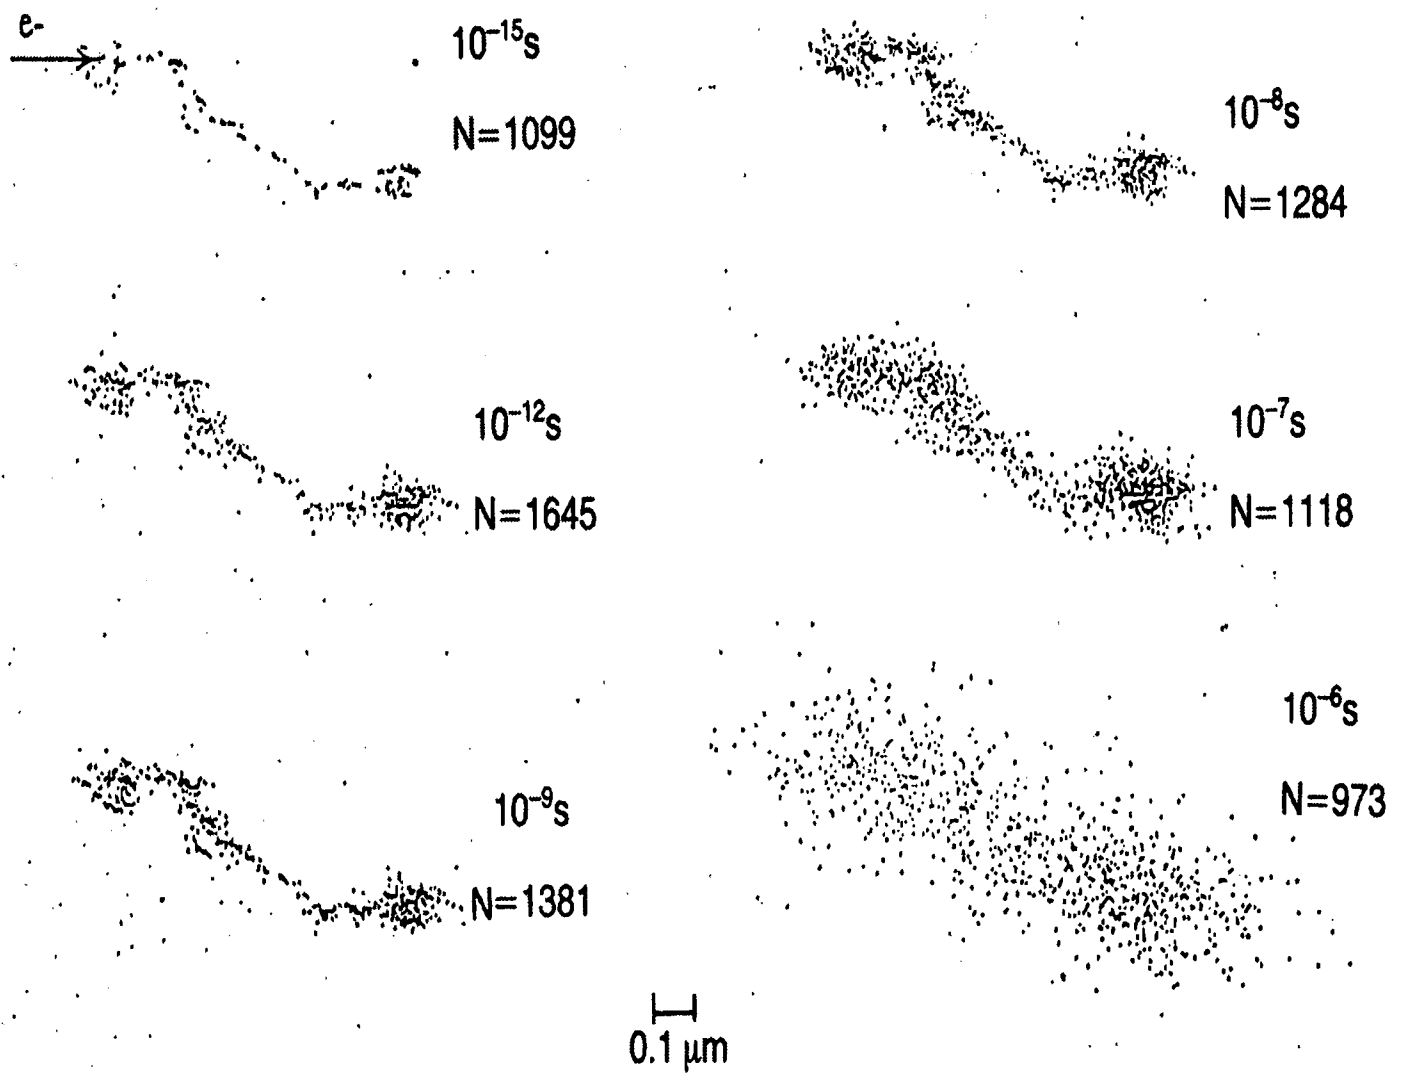 e-
10⁻¹⁵s
N=1099
10⁻¹²s
N=1645
10⁻⁹s
N=1381
10⁻⁸s
N=1284
10⁻⁷s
N=1118
10⁻⁶s
N=973
0.1 μm